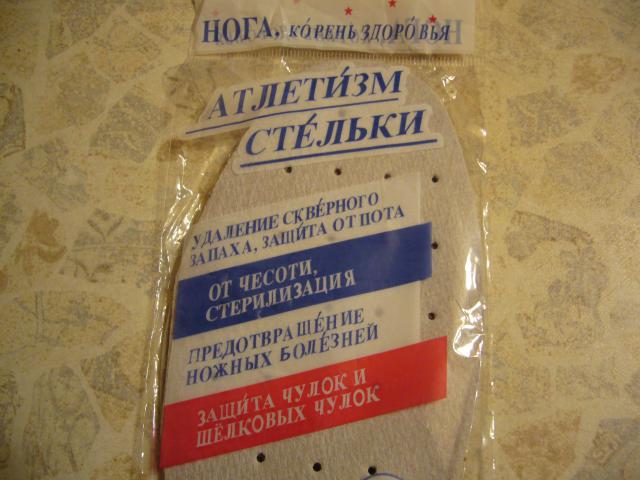 НОГА, КО́РЕНЬ ЗДОРО́ВЬЯ
АТЛЕТИ́ЗМ
СТЕ́ЛЬКИ
УДАЛЕНИЕ СКВЕ́РНОГО
ЗАПАХА, ЗАЩИ́ТА ОТ ПОТА
ОТ ЧЕСОТИ,
СТЕРИЛИЗАЦИЯ
ПРЕДОТВРАЩЕ́НИЕ
НОЖНЫХ БОЛЕ́ЗНЕЙ
ЗАЩИ́ТА ЧУЛОК И
ШЁЛКОВЫХ ЧУЛОК